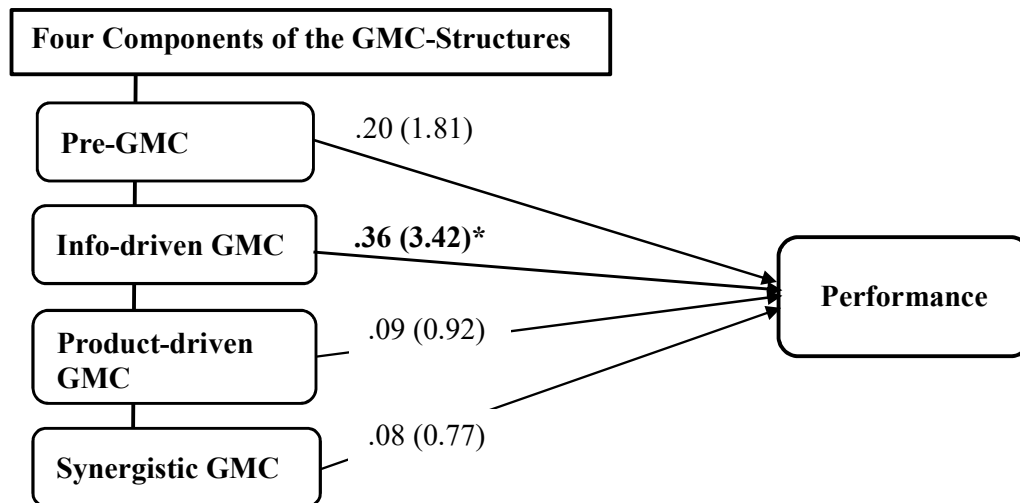 Four Components of the GMC-Structures
Pre-GMC
.20 (1.81)
Info-driven GMC
.36 (3.42)*
Performance
Product-driven
GMC
.09 (0.92)
Synergistic GMC
.08 (0.77)